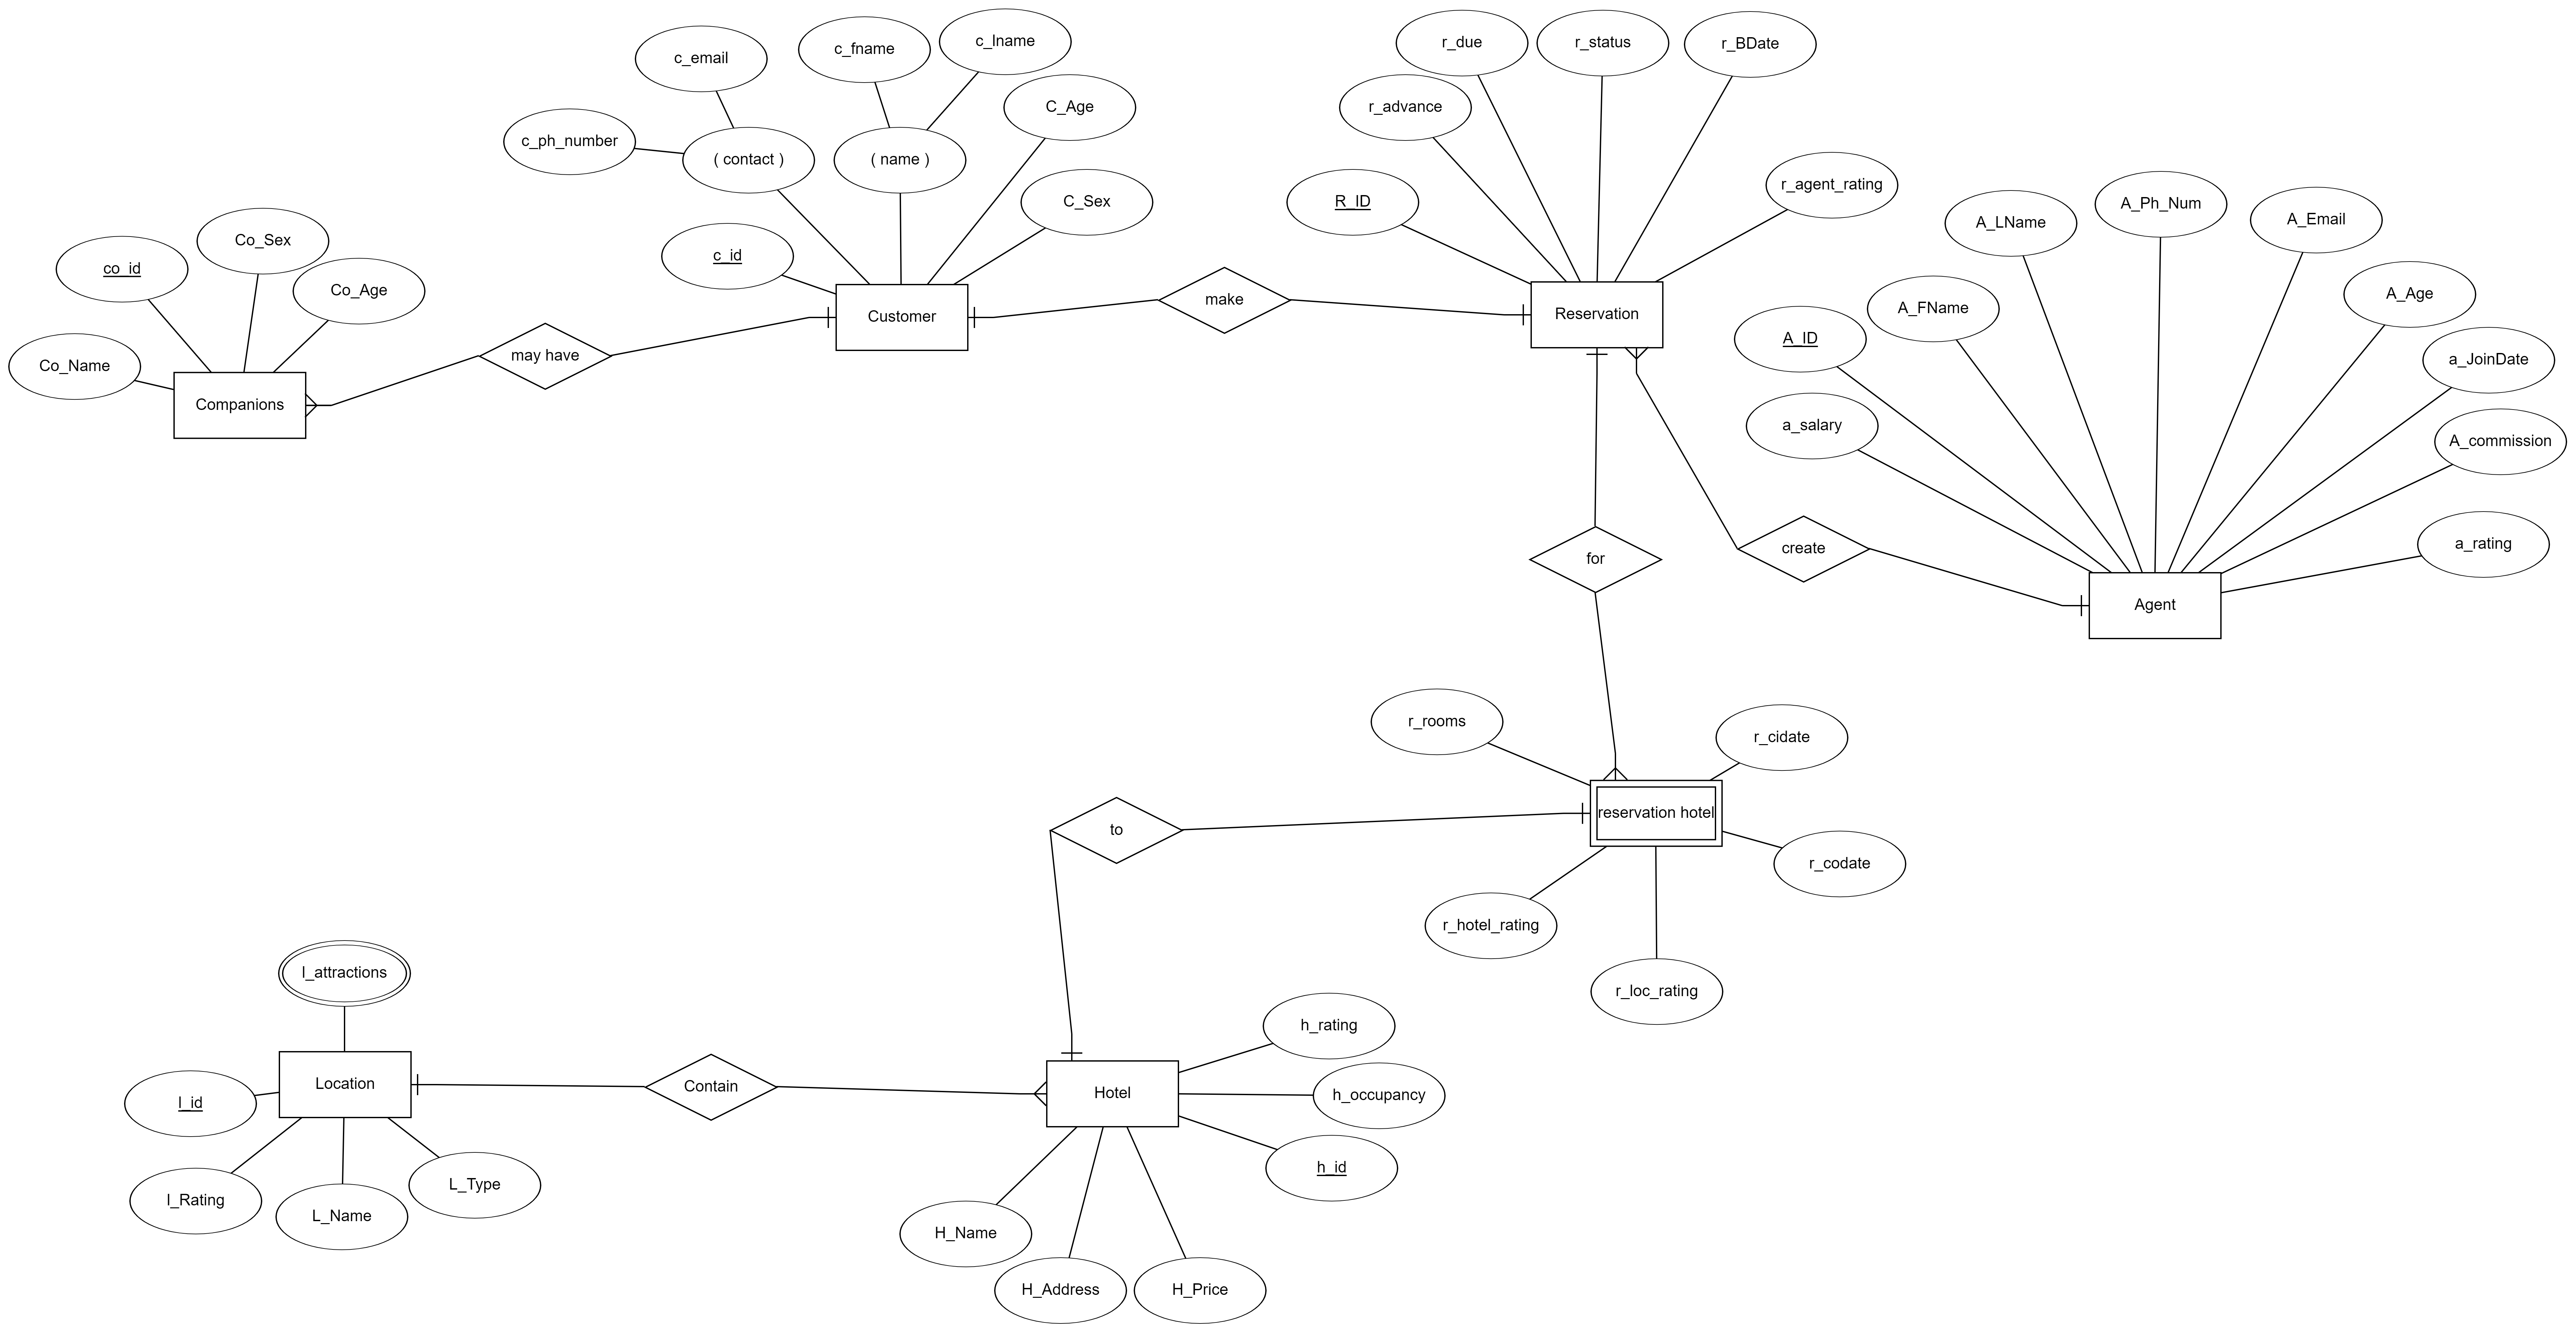 c_email
c_fname
c_lname
r_due
r_status
r_BDate
C_Age
r_advance
c_ph_number
( contact )
( name )
r_agent_rating
C_Sex
R_ID
A_LName
A_Ph_Num
A_Email
Co_Sex
c_id
co_id
Co_Age
A_FName
A_Age
make
Customer
Reservation
A_ID
a_JoinDate
may have
Co_Name
Companions
a_salary
A_commission
for
create
a_rating
Agent
r_rooms
r_cidate
reservation hotel
to
r_codate
r_hotel_rating
l_attractions
r_loc_rating
h_rating
Location
Contain
Hotel
h_occupancy
l_id
h_id
l_Rating
L_Name
L_Type
H_Name
H_Address
H_Price